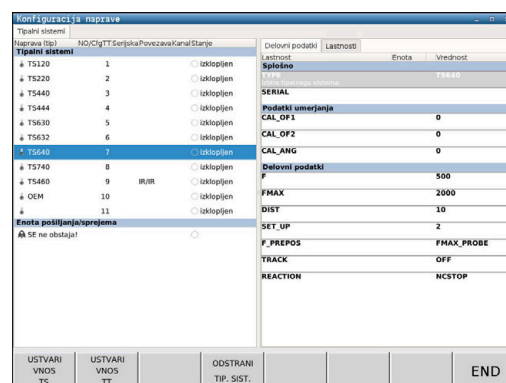 Konfiguracija naprave
Tipalni sistemi
Naprava (tip) NO/CfgTT Serijska Povezava Kanal Stanje
Tipalni sistemi
TS120 1 izklopljen
TS220 2 izklopljen
TS440 3 izklopljen
TS444 4 izklopljen
TS630 5 izklopljen
TS632 6 izklopljen
TS640 7 izklopljen
TS740 8 izklopljen
TS460 9 IR/IR izklopljen
OEM 10 izklopljen
11 izklopljen
Enota pošiljanja/sprejema
SE ne obstaja!
Delovni podatki Lastnosti
Lastnost Enota Vrednost
Splošno
TYPE TS640
Izbira tipalnega sistema
SERIAL
Podatki umerjanja
CAL_OF1 0
CAL_OF2 0
CAL_ANG 0
Delovni podatki
F 500
FMAX 2000
DIST 10
SET_UP 2
F_PREPOS FMAX_PROBE
TRACK OFF
REACTION NCSTOP
USTVARI VNOS TS
USTVARI VNOS TT
ODSTRANI TIP. SIST.
END